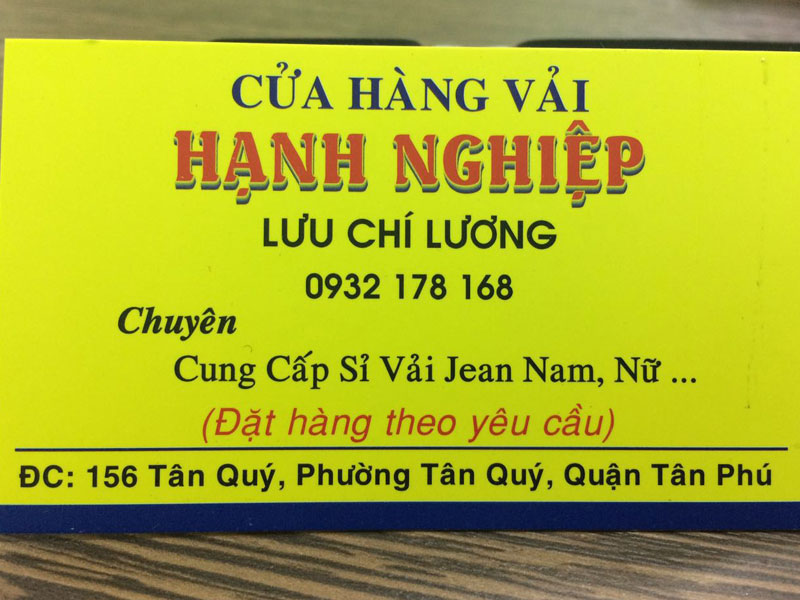 CỬA HÀNG VẢI
HẠNH NGHIỆP
LƯU CHÍ LƯƠNG
0932 178 168
Chuyên
Cung Cấp Sỉ Vải Jean Nam, Nữ ...
(Đặt hàng theo yêu cầu)
ĐC: 156 Tân Quý, Phường Tân Quý, Quận Tân Phú